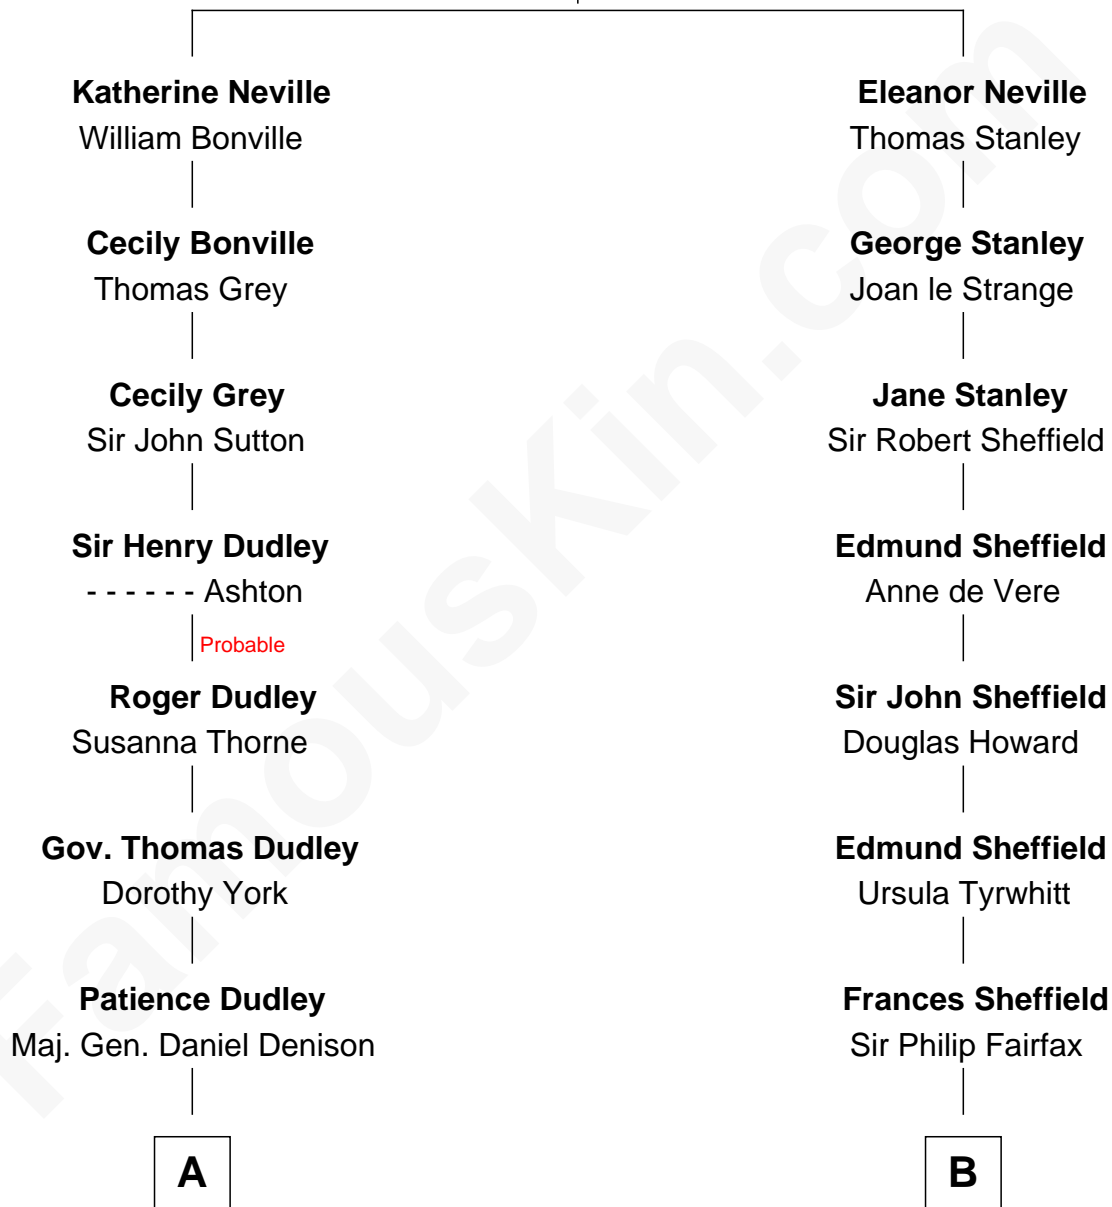 Katherine Neville
William Bonville
Cecily Bonville
Thomas Grey
Cecily Grey
Sir John Sutton
Sir Henry Dudley
- - - - - - Ashton
Probable
Roger Dudley
Susanna Thorne
Gov. Thomas Dudley
Dorothy York
Patience Dudley
Maj. Gen. Daniel Denison
A
Eleanor Neville
Thomas Stanley
George Stanley
Joan le Strange
Jane Stanley
Sir Robert Sheffield
Edmund Sheffield
Anne de Vere
Sir John Sheffield
Douglas Howard
Edmund Sheffield
Ursula Tyrwhitt
Frances Sheffield
Sir Philip Fairfax
B
FamousKin.com